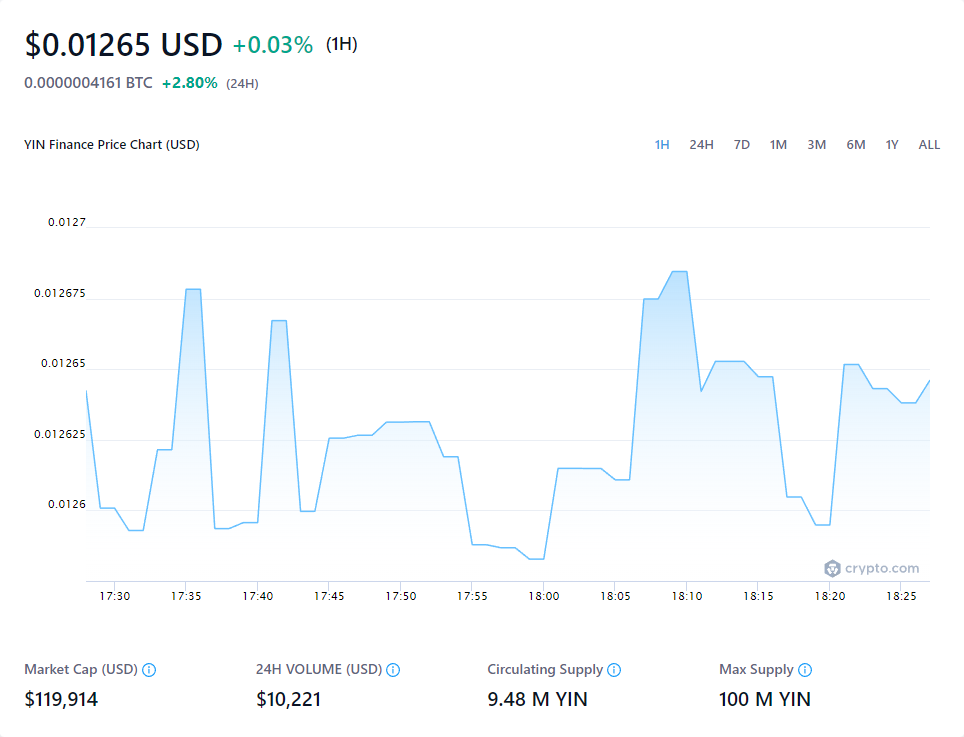 $0.01265 USD +0.03% (1H)
0.0000004161 BTC +2.80% (24H)
YIN Finance Price Chart (USD)
1H 24H 7D 1M 3M 6M 1Y ALL
0.0127
0.012675
0.01265
0.012625
0.0126
crypto.com
17:30 17:35 17:40 17:45 17:50 17:55 18:00 18:05 18:10 18:15 18:20 18:25
Market Cap (USD) 24H VOLUME (USD) Circulating Supply Max Supply
$119,914 $10,221 9.48 M YIN 100 M YIN